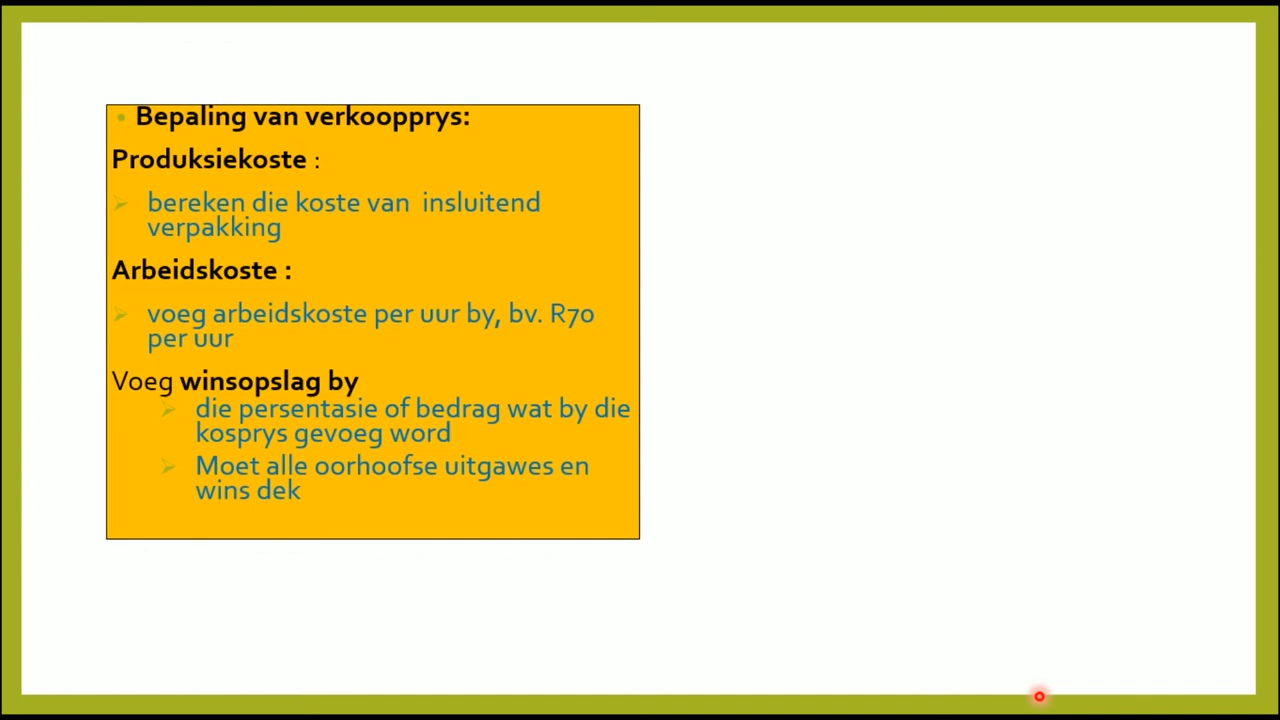 • Bepaling van verkoopprys:
Produksiekoste :
➢ bereken die koste van  insluitend
verpakking
Arbeidskoste :
➢ voeg arbeidskoste per uur by, bv. R70
per uur
Voeg winsopslag by
➢ die persentasie of bedrag wat by die
kosprys gevoeg word
➢ Moet alle oorhoofse uitgawes en
wins dek